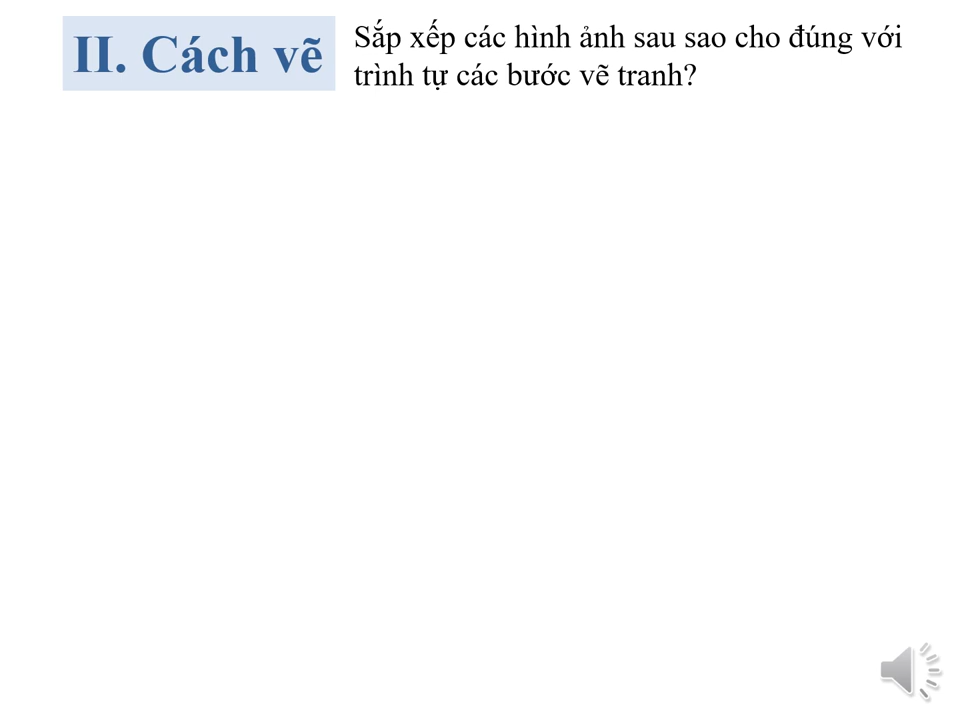 II. Cách vẽ
Sắp xếp các hình ảnh sau sao cho đúng với
trình tự các bước vẽ tranh?